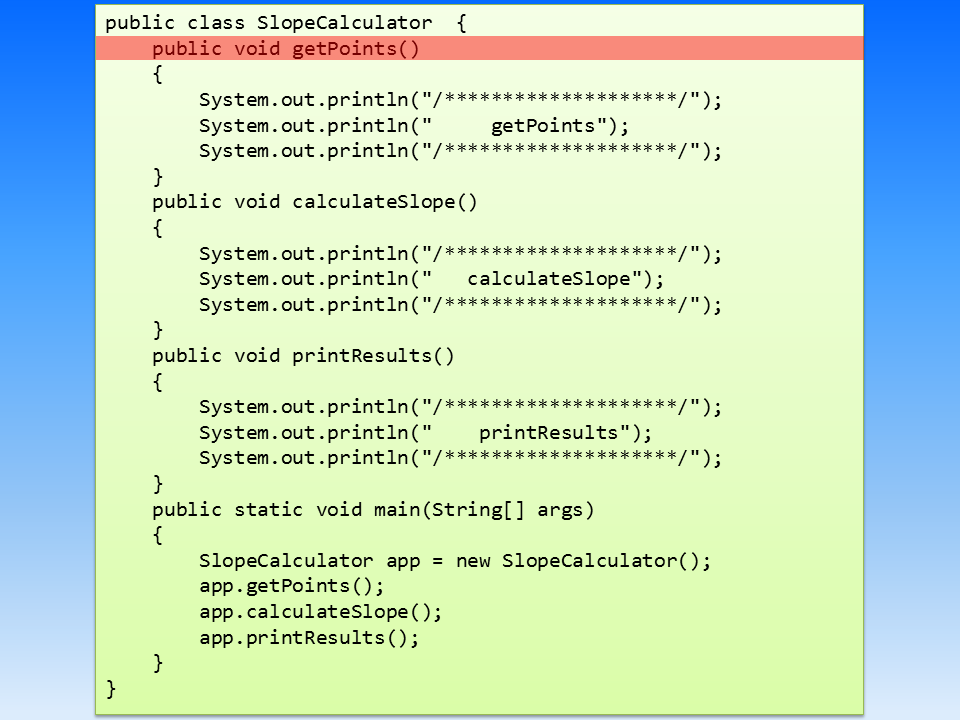 public class SlopeCalculator  {
    public void getPoints()
    {
        System.out.println("/********************/");
        System.out.println("     getPoints");
        System.out.println("/********************/");
    }
    public void calculateSlope()
    {
        System.out.println("/********************/");
        System.out.println("   calculateSlope");
        System.out.println("/********************/");
    }
    public void printResults()
    {
        System.out.println("/********************/");
        System.out.println("    printResults");
        System.out.println("/********************/");
    }
    public static void main(String[] args)
    {
        SlopeCalculator app = new SlopeCalculator();
        app.getPoints();
        app.calculateSlope();
        app.printResults();
    }
}